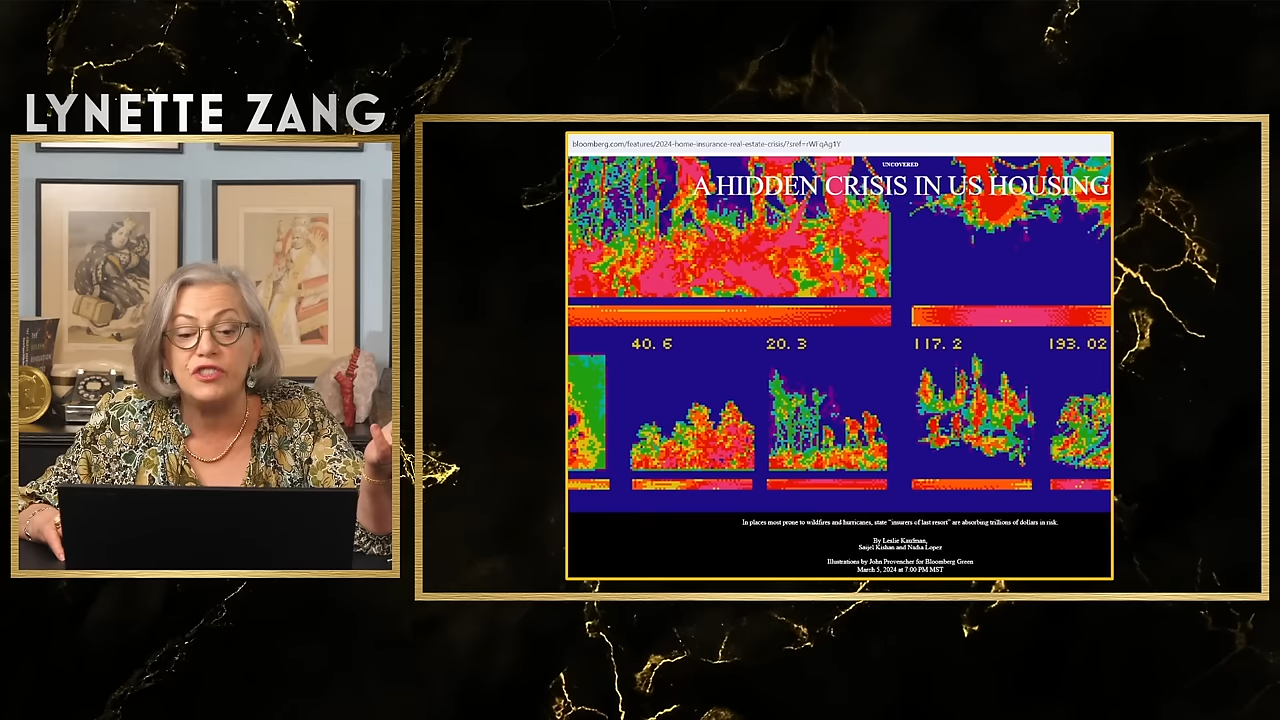 LYNETTE ZANG
bloomberg.com/features/2024-home-insurance-real-estate-crisis/?sref=rWFqAg1Y
UNCOVERED
A HIDDEN CRISIS IN US HOUSING
40.6
20.3
117.2
193.02
In places most prone to wildfires and hurricanes, state "insurers of last resort" are absorbing trillions of dollars in risk.
By Leslie Kaufman,
Saijel Kishan and Nadia Lopez
Illustrations by John Provencher for Bloomberg Green
March 5, 2024 at 7:00 PM MST